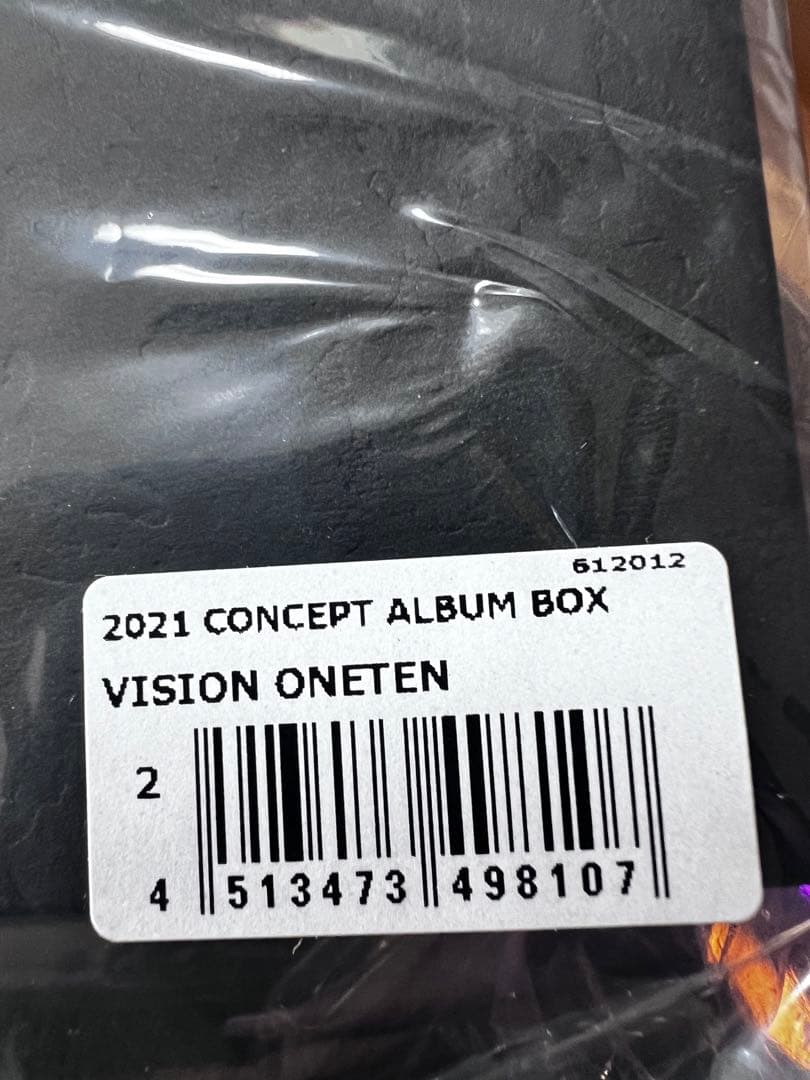 612012
2021 CONCEPT ALBUM BOX
VISION ONETEN
2
4 513473 498107